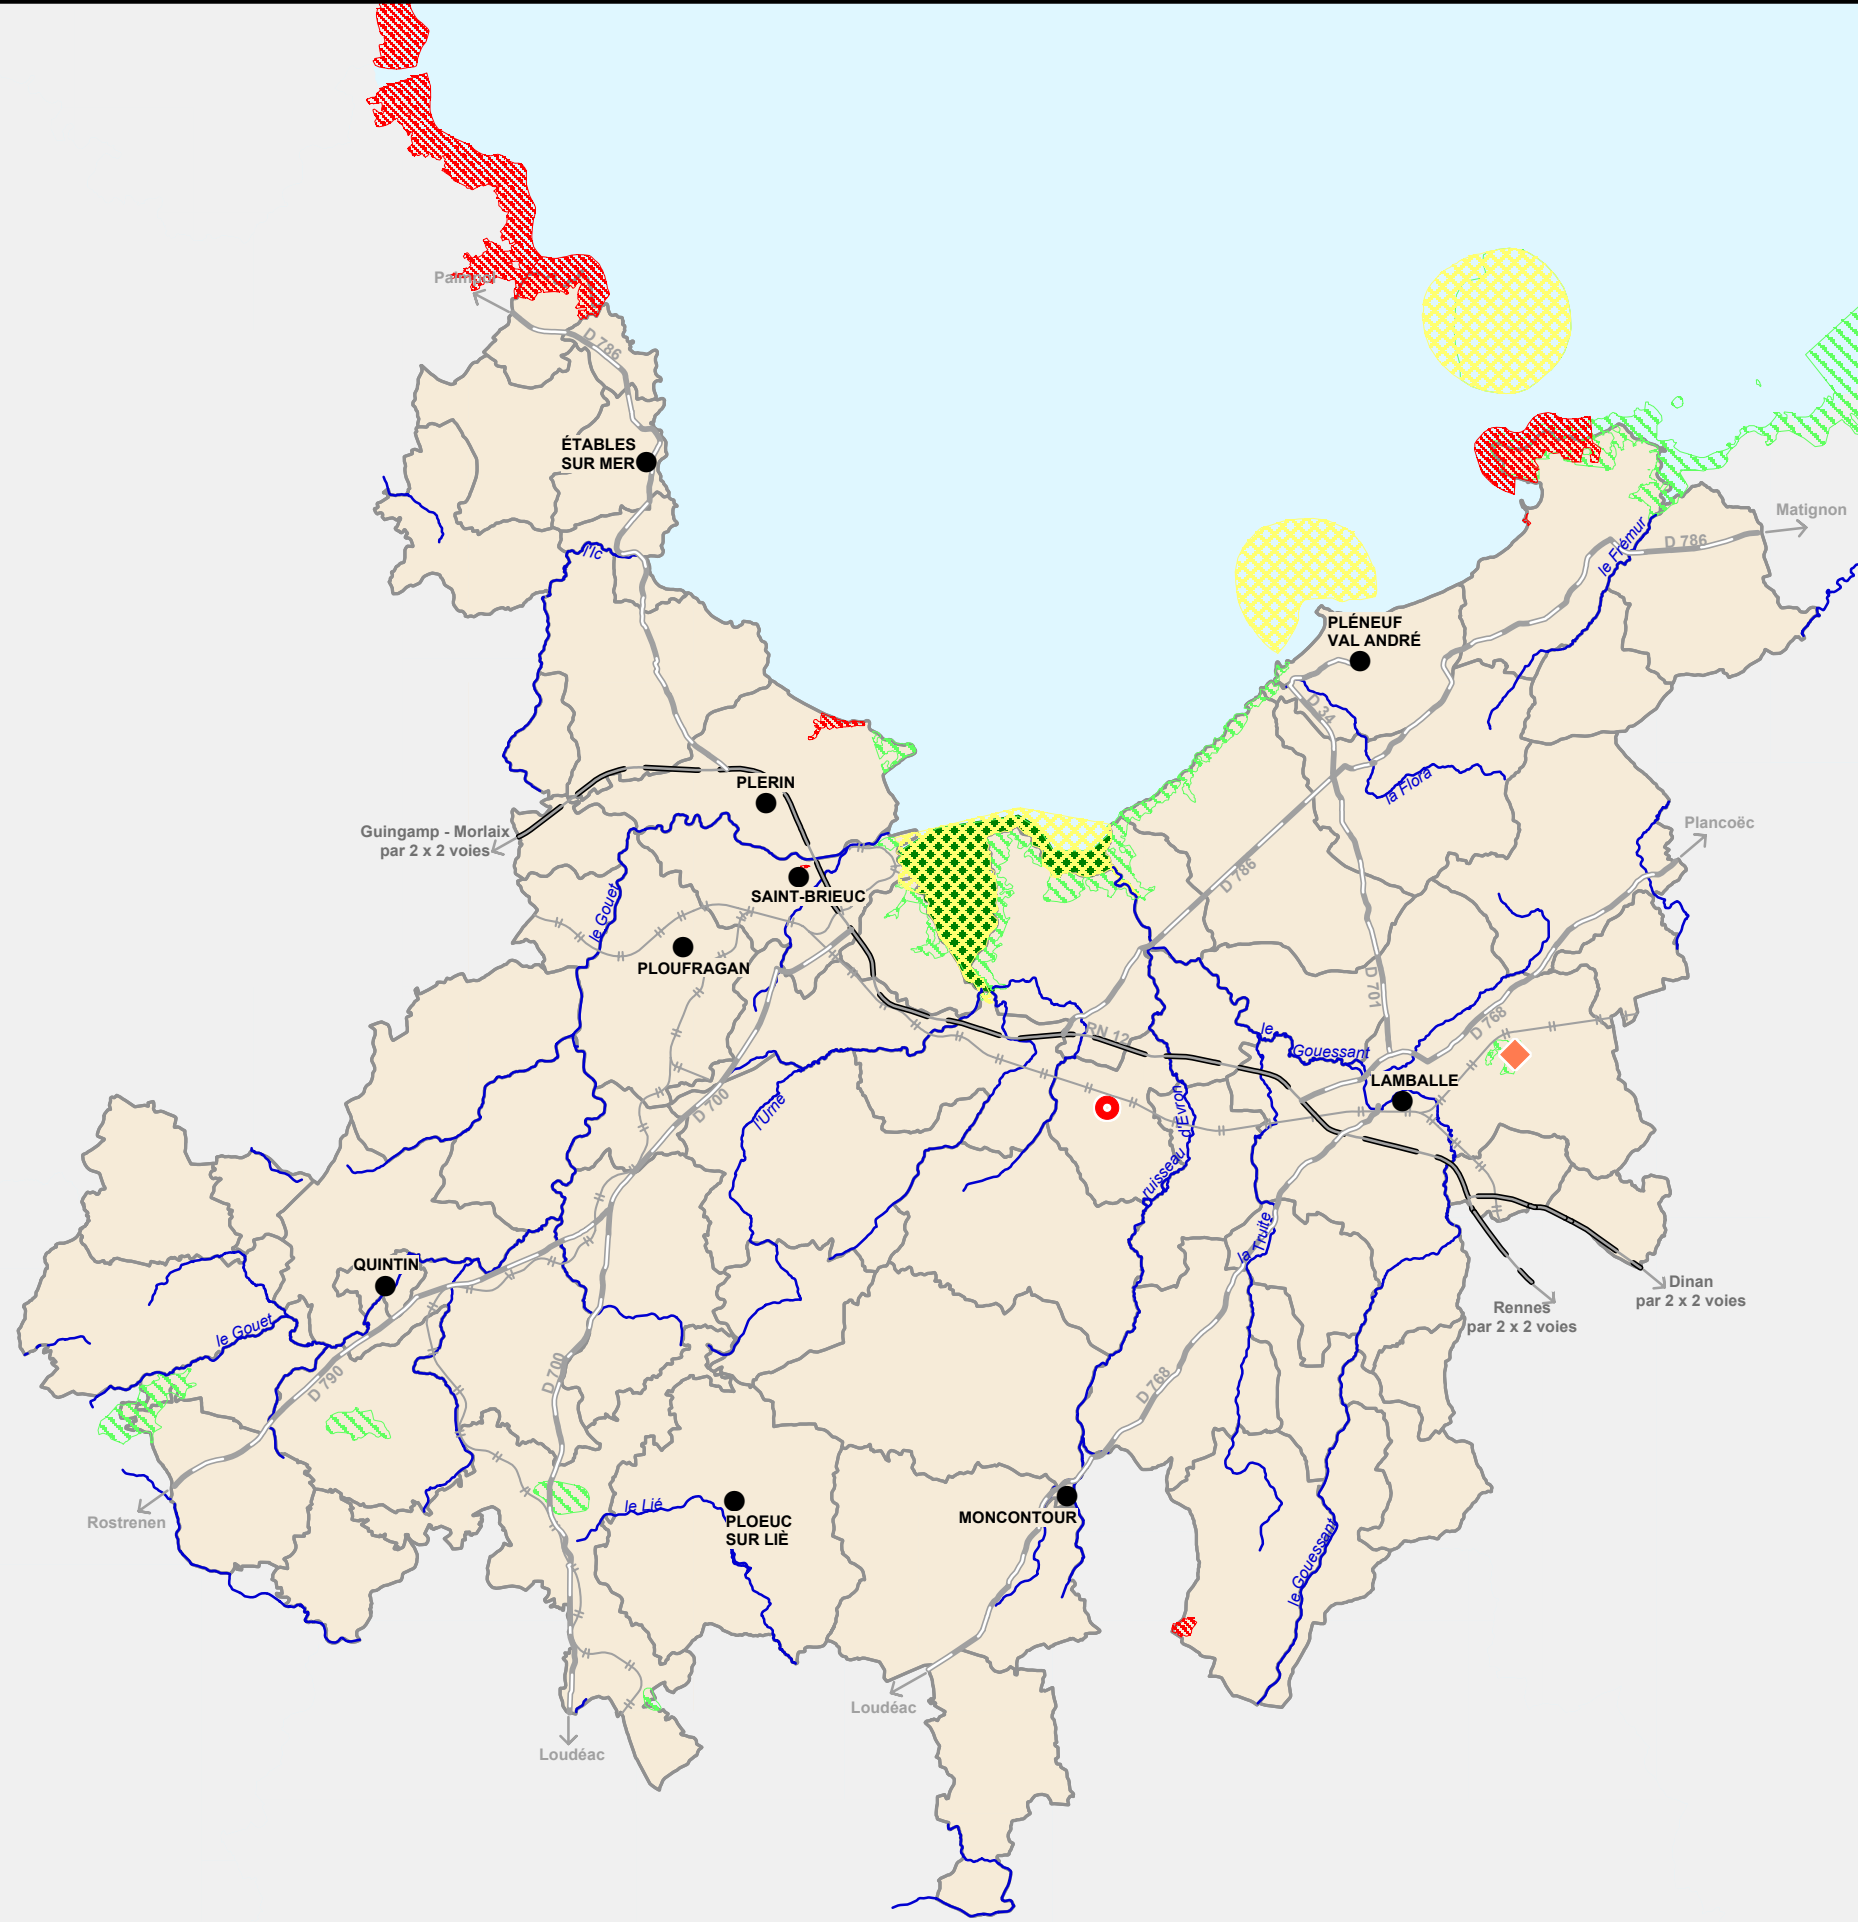 Paimpol
D 786
ÉTABLES
SUR MER
l'Ic
Matignon
D 786
le Frémur
PLÉNEUF
VAL ANDRÉ
D 34
la Flora
PLERIN
Guingamp - Morlaix
par 2 x 2 voies
Plancoëc
SAINT-BRIEUC
D 786
le Gouet
PLOUFRAGAN
D 701
D 768
RN 12
le
Gouessant
LAMBALLE
D 700
l'Urne
ruisseau d'Evron
la Truite
QUINTIN
le Gouet
Dinan
par 2 x 2 voies
Rennes
par 2 x 2 voies
D 790
D 700
D 768
le Lié
PLOEUC
SUR LIÈ
MONCONTOUR
Rostrenen
le Gouessant
Loudéac
Loudéac